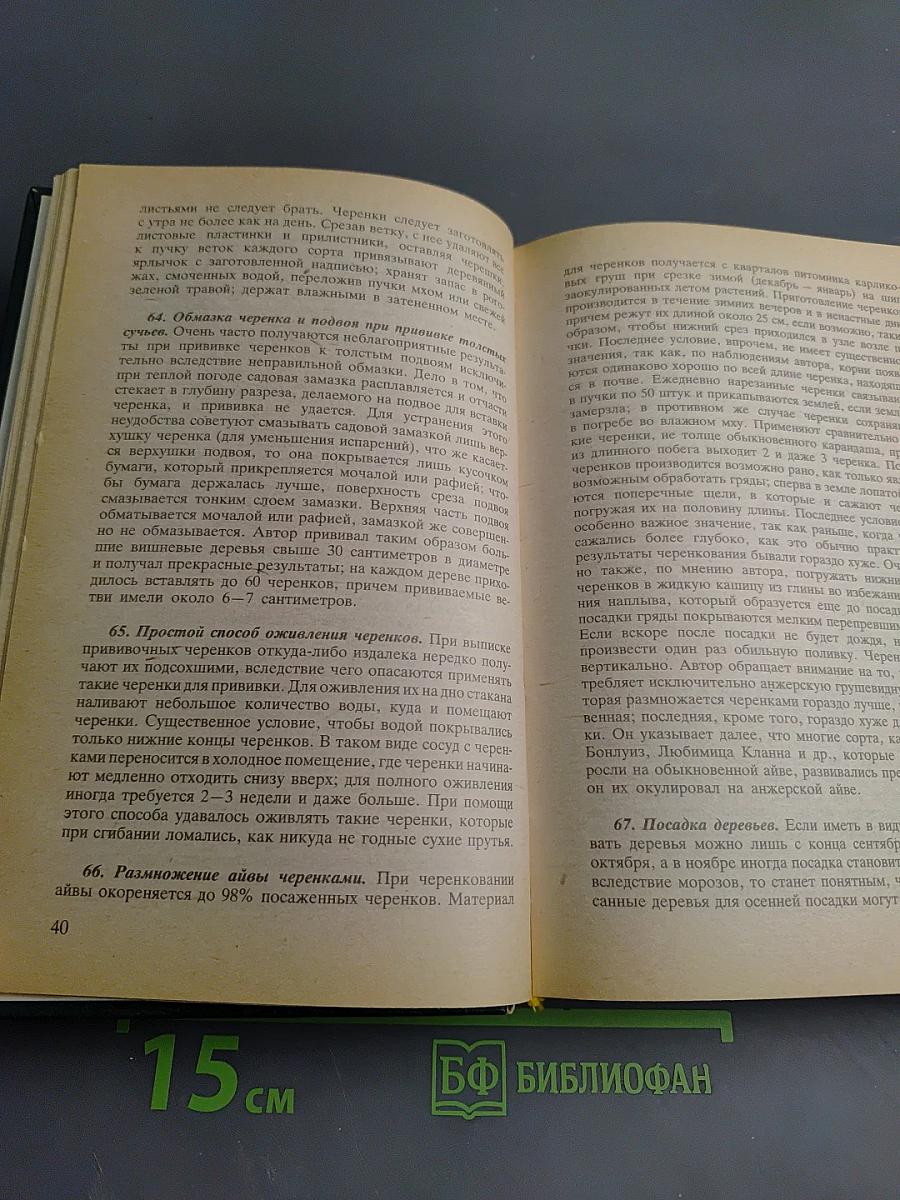 листьями не следует брать. Черенки следует заготовлять
с утра не более как на день. Срезав ветку, с нее удаляют все
листовые пластинки и прилистники, оставляя черешки,
к пучку веток каждого сорта привязывают деревянный
ярлычок с заготовленной надписью; хранят запас в рого-
жах, смоченных водой, переложив пучки мхом или свежей
зеленой травой; держат влажными в затененном месте.
64. Обмазка черенка и подвоя при прививке толстых
сучьев. Очень часто получаются неблагоприятные результа-
ты при прививке черенков к толстым подвоям исключи-
тельно вследствие неправильной обмазки. Дело в том, что
при теплой погоде садовая замазка расплавляется и отчасти
стекает в глубину разреза, делаемого на подвое для вставки
черенка, и прививка не удается. Для устранения этого
неудобства советуют смазывать садовой замазкой лишь вер-
хушку черенка (для уменьшения испарений), что же касает-
ся верхушки подвоя, то она покрывается лишь кусочком
бумаги, который прикрепляется мочалой или рафией; что-
бы бумага держалась лучше, поверхность среза подвоя
смазывается тонким слоем замазки. Верхняя часть подвоя
обматывается мочалой или рафией, замазкой же совершен-
но не обмазывается. Автор прививал таким образом боль-
шие вишневые деревья свыше 30 сантиметров в диаметре
и получал прекрасные результаты; на каждом дереве прихо-
дилось вставлять до 60 черенков, причем прививаемые ве-
тви имели около 6—7 сантиметров.
65. Простой способ оживления черенков. При выписке
прививочных черенков откуда-либо издалека нередко полу-
чают их подсохшими, вследствие чего опасаются применять
такие черенки для прививки. Для оживления их на дно стакана
наливают небольшое количество воды, куда и помещают
черенки. Существенное условие, чтобы водой покрывались
только нижние концы черенков. В таком виде сосуд с черен-
ками переносится в холодное помещение, где черенки начина-
ют медленно отходить снизу вверх; для полного оживления
иногда требуется 2—3 недели и даже больше. При помощи
этого способа удавалось оживлять такие черенки, которые
при сгибании ломались, как никуда не годные сухие прутья.
66. Размножение айвы черенками. При черенковании
айвы окореняется до 98% посаженных черенков. Материал
40
для черенков получается с кварталов питомника карлико-
вых груш при срезке зимой (декабрь — январь) на шип
заокулированных летом растений. Приготовление черенко
производится в течение зимних вечеров и в ненастные дни
причем режут их длиной около 25 см, если возможно, таки
образом, чтобы нижний срез приходился в узле возле п
чки. Последнее условие, впрочем, не имеет существенно
значения, так как, по наблюдениям автора, корни появ
ются одинаково хорошо по всей длине черенка, находящ
ся в почве. Ежедневно нарезанные черенки связываю
в пучки по 50 штук и прикапываются землей, если земл
замерзла; в противном же случае черенки сохраня
в погребе во влажном мху. Применяют сравнительно
кие черенки, не толще обыкновенного карандаша, пр
из длинного побега выходит 2 и даже 3 черенка. По
черенков производится возможно рано, как только явл
возможным обработать гряды; сперва в земле лопатой
ются поперечные щели, в которые и сажают че
погружая их на половину длины. Последнее условие
особенно важное значение, так как раньше, когда ч
сажались более глубоко, как это обычно практ
результаты черенкования бывали гораздо хуже. Оч
но также, по мнению автора, погружать нижни
черенков в жидкую кашицу из глины во избежани
ния наплыва, который образуется еще до посадк
посадки гряды покрываются мелким перепревшим
Если вскоре после посадки не будет дождя, н
произвести один раз обильную поливку. Черен
вертикально. Автор обращает внимание на то,
требляет исключительно анжерскую грушевидну
торая размножается черенками гораздо лучше,
венная; последняя, кроме того, гораздо хуже д
ки. Он указывает далее, что многие сорта, ка
Бонлуиз, Любимица Кланна и др., которые
росли на обыкновенной айве, развивались пре
он их окулировал на анжерской айве.
67. Посадка деревьев. Если иметь в виду
вать деревья можно лишь с конца сентябр
октября, а в ноябре иногда посадка становит
вследствие морозов, то станет понятным, ч
санные деревья для осенней посадки могут
15 см
БФ БИБЛИОФАН